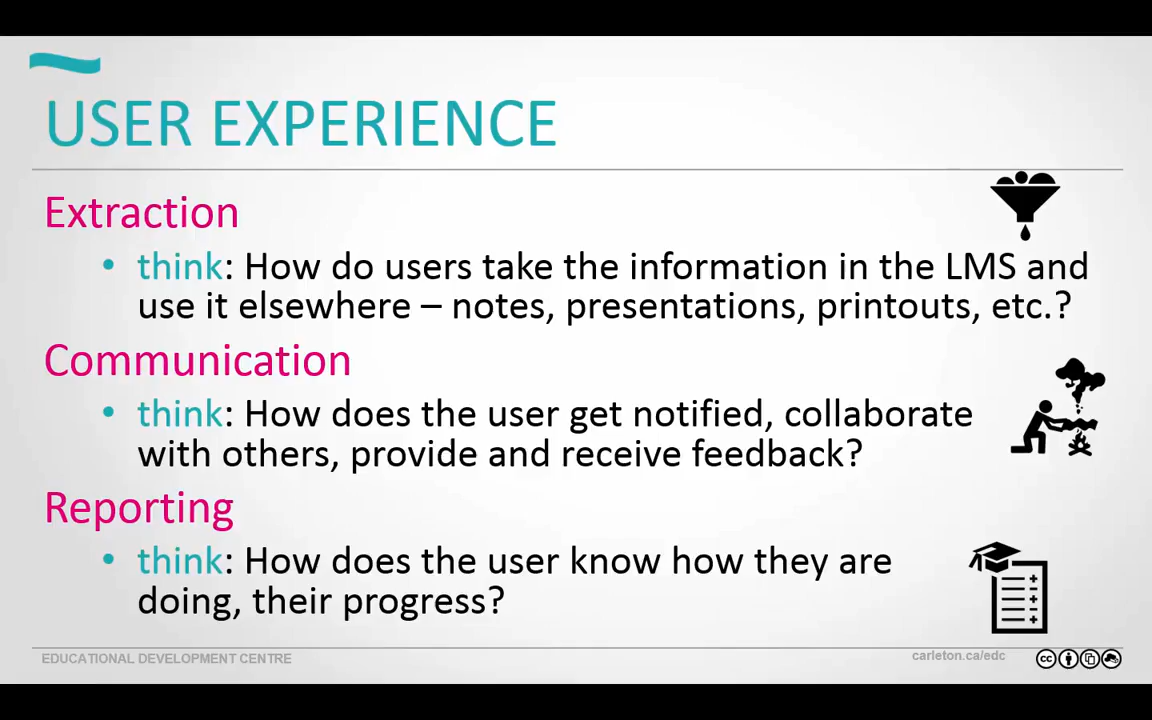 USER EXPERIENCE
Extraction
• think: How do users take the information in the LMS and
use it elsewhere – notes, presentations, printouts, etc.?
Communication
• think: How does the user get notified, collaborate
with others, provide and receive feedback?
Reporting
• think: How does the user know how they are
doing, their progress?
EDUCATIONAL DEVELOPMENT CENTRE
carleton.ca/edc
cc